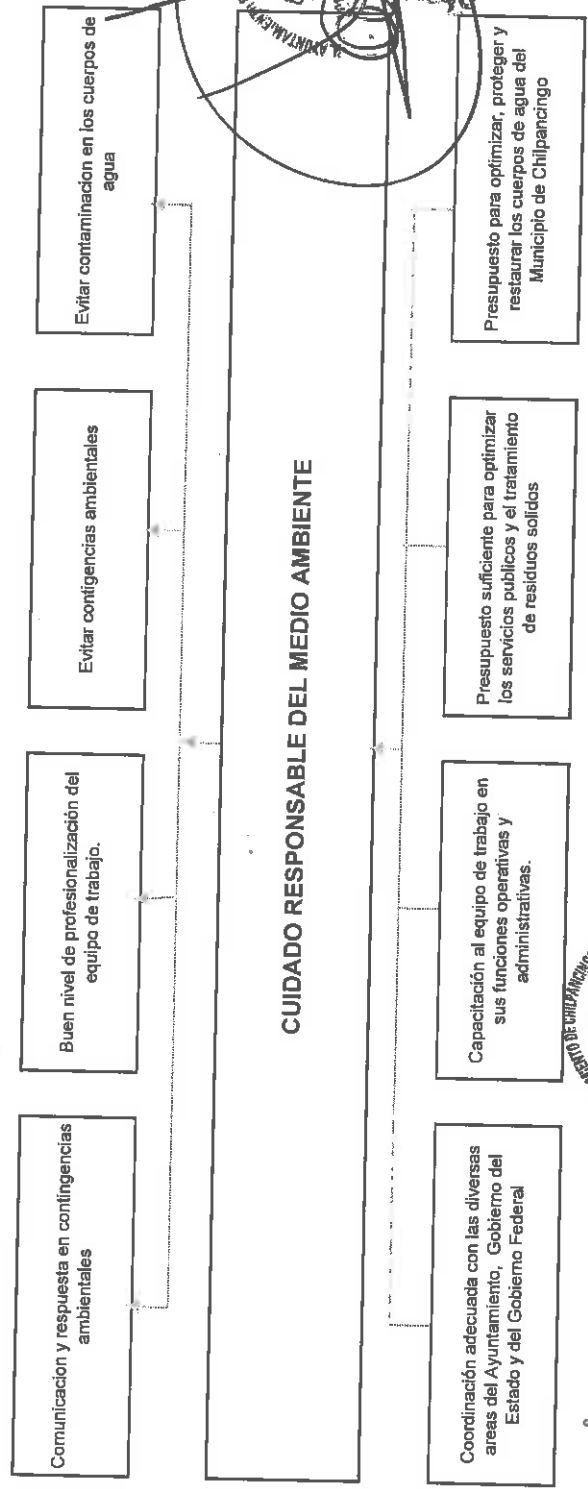 Comunicacion y respuesta en contingencias
ambientales
Buen nivel de profesionalización del
equipo de trabajo.
Evitar contigencias ambientales
Evitar contaminacion en los cuerpos de
agua
CUIDADO RESPONSABLE DEL MEDIO AMBIENTE
Coordinación adecuada con las diversas
areas del Ayuntamiento, Gobierno del
Estado y del Gobierno Federal
Capacitación al equipo de trabajo en
sus funciones operativas y
administrativas.
Presupuesto suficiente para optimizar
los servicios publicos y el tratamiento
de residuos solidos
Presupuesto para optimizar, proteger y
restaurar los cuerpos de agua del
Municipio de Chilpancingo